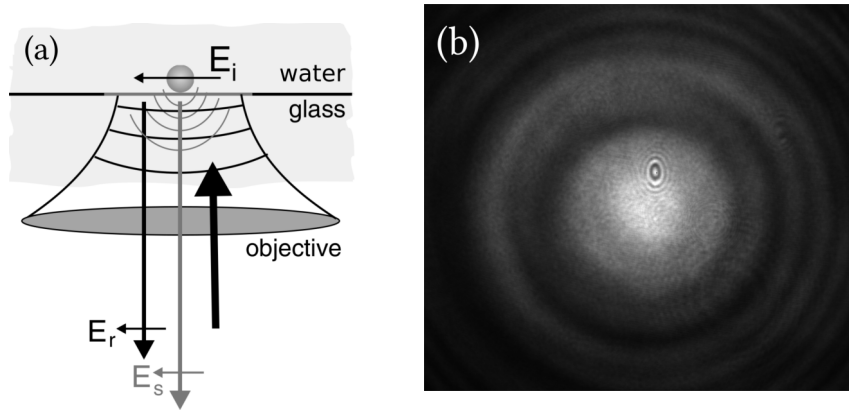 (a)
E_i
water
glass
objective
E_r
E_s
(b)